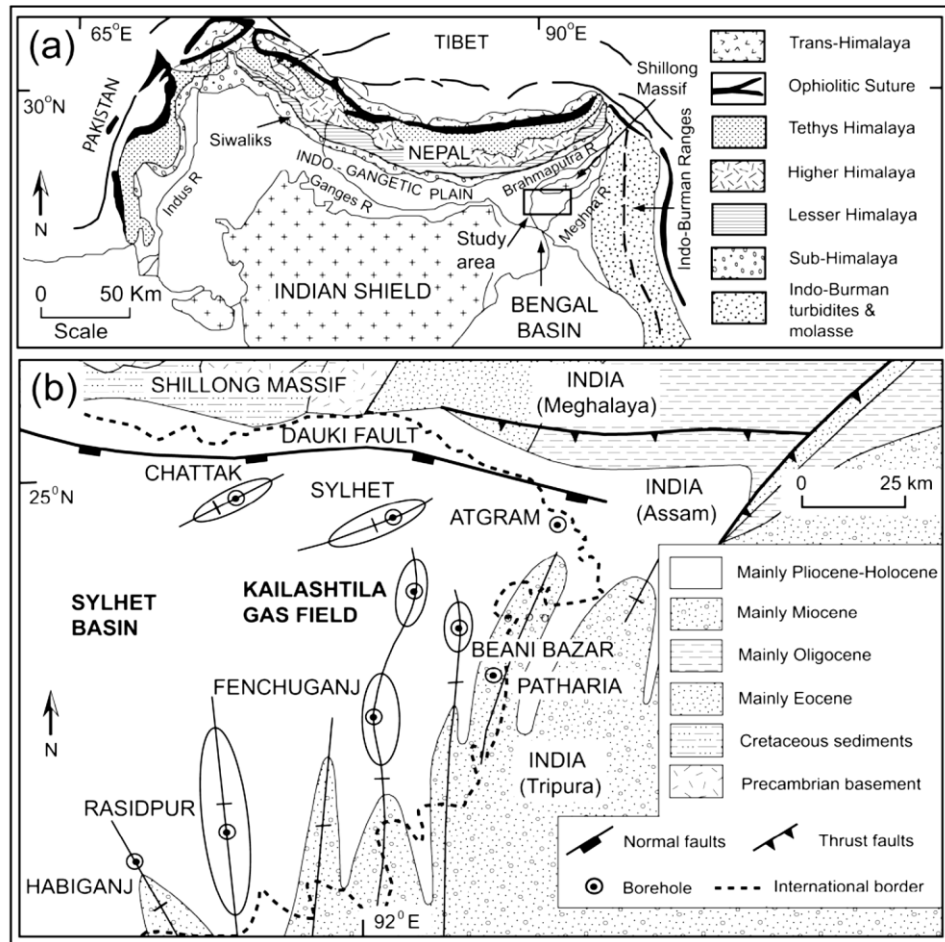 (a)
65°E
TIBET
90°E
Shillong
Massif
30°N
PAKISTAN
Siwaliks
NEPAL
INDO-GANGETIC PLAIN
Brahmaputra R
Indus R
Ganges R
Meghna R
Indo-Burman Ranges
N
Study
area
0 50 Km
Scale
INDIAN SHIELD
BENGAL
BASIN
Trans-Himalaya
Ophiolitic Suture
Tethys Himalaya
Higher Himalaya
Lesser Himalaya
Sub-Himalaya
Indo-Burman
turbidites &
molasse
(b)
SHILLONG MASSIF
INDIA
(Meghalaya)
DAUKI FAULT
CHATTAK
25°N
SYLHET
ATGRAM
INDIA
(Assam)
0 25 km
SYLHET
BASIN
KAILASHTILA
GAS FIELD
BEANI BAZAR
FENCHUGANJ
PATHARIA
N
INDIA
(Tripura)
RASIDPUR
HABIGANJ
92°E
Mainly Pliocene-Holocene
Mainly Miocene
Mainly Oligocene
Mainly Eocene
Cretaceous sediments
Precambrian basement
Normal faults
Thrust faults
Borehole
International border